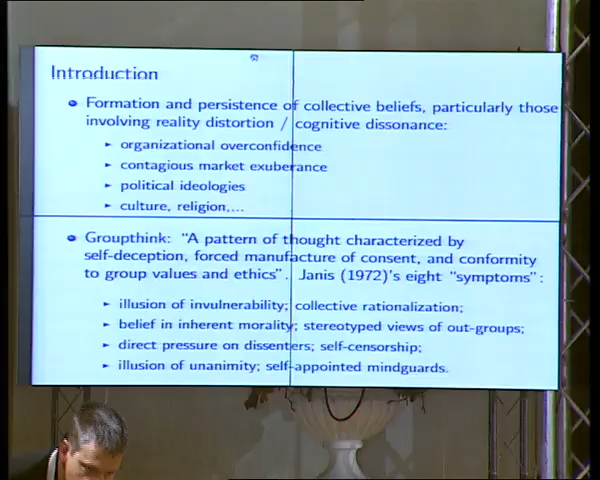 Introduction
Formation and persistence of collective beliefs, particularly those
involving reality distortion / cognitive dissonance:
organizational overconfidence
contagious market exuberance
political ideologies
culture, religion,...
Groupthink: "A pattern of thought characterized by
self-deception, forced manufacture of consent, and conformity
to group values and ethics". Janis (1972)'s eight "symptoms":
illusion of invulnerability; collective rationalization;
belief in inherent morality; stereotyped views of out-groups;
direct pressure on dissenters; self-censorship;
illusion of unanimity; self-appointed mindguards.